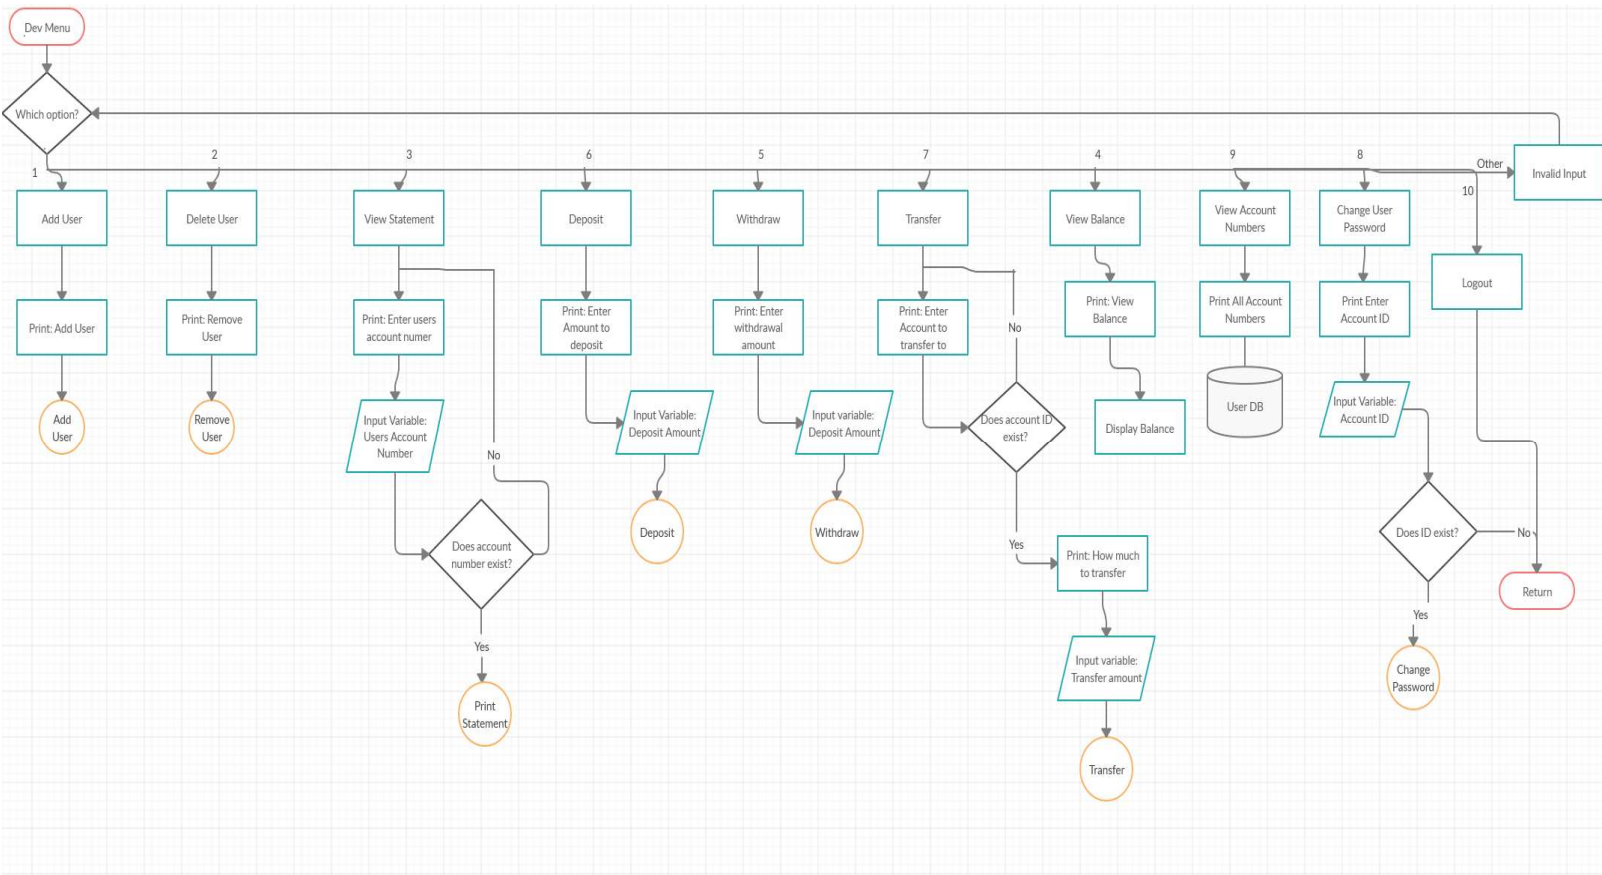 Dev Menu
Which option?
1
2
3
6
5
7
4
9
8
Other
10
Invalid Input
Add User
Delete User
View Statement
Deposit
Withdraw
Transfer
View Balance
View Account
Numbers
Change User
Password
Logout
Print: Add User
Print: Remove
User
Print: Enter users
account numer
Print: Enter
Amount to
deposit
Print: Enter
withdrawal
amount
Print: Enter
Account to
transfer to
No
Print: View
Balance
Print All Account
Numbers
Print Enter
Account ID
Add
User
Remove
User
Input Variable:
Users Account
Number
No
Input Variable:
Deposit Amount
Input variable:
Deposit Amount
Does account ID
exist?
Display Balance
User DB
Input Variable:
Account ID
Does account
number exist?
Deposit
Withdraw
Yes
Print: How much
to transfer
Does ID exist?
No
Return
Yes
Print
Statement
Input variable:
Transfer amount
Yes
Change
Password
Transfer